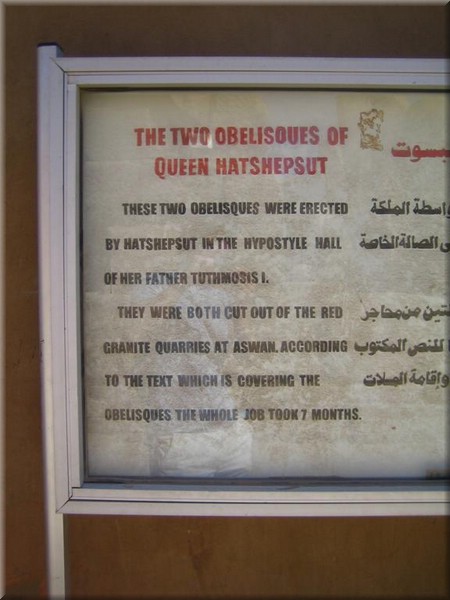 THE TWO OBELISOUES OF
QUEEN HATSHEPSUT
THESE TWO OBELISQUES WERE ERECTED
BY HATSHEPSUT IN THE HYPOSTYLE HALL
OF HER FATHER TUTHMOSIS I.
THEY WERE BOTH CUT OUT OF THE RED
GRANITE QUARRIES AT ASWAN. ACCORDING
TO THE TEXT WHICH IS COVERING THE
OBELISQUES THE WHOLE JOB TOOK 7 MONTHS.
بسوت
واسطة الملكة
ى الصالة الخاصة
تين من محاجر
للنص المكتوب
وإقامة المسلات